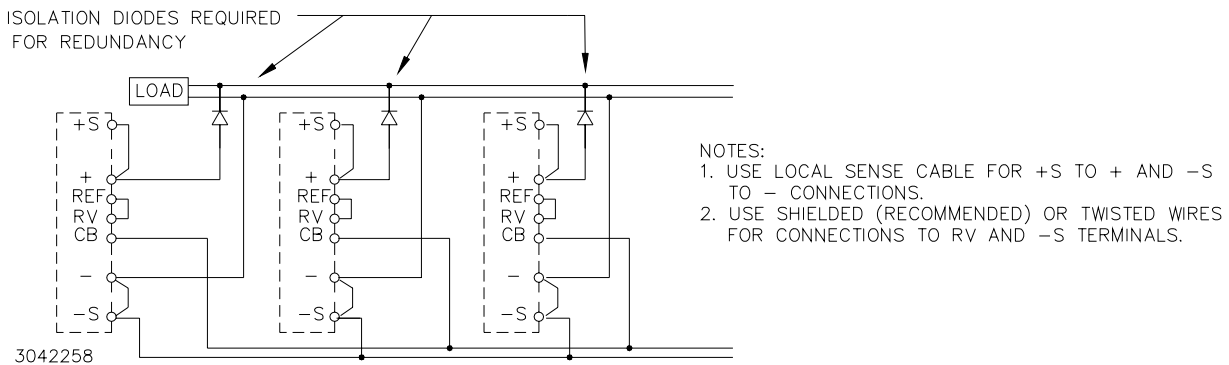 ISOLATION DIODES REQUIRED
FOR REDUNDANCY
LOAD
+S
+
REF
RV
CB
−
−S
+S
+
REF
RV
CB
−
−S
+S
+
REF
RV
CB
−
−S
NOTES:
1. USE LOCAL SENSE CABLE FOR +S TO + AND −S
TO − CONNECTIONS.
2. USE SHIELDED (RECOMMENDED) OR TWISTED WIRES
FOR CONNECTIONS TO RV AND −S TERMINALS.
3042258